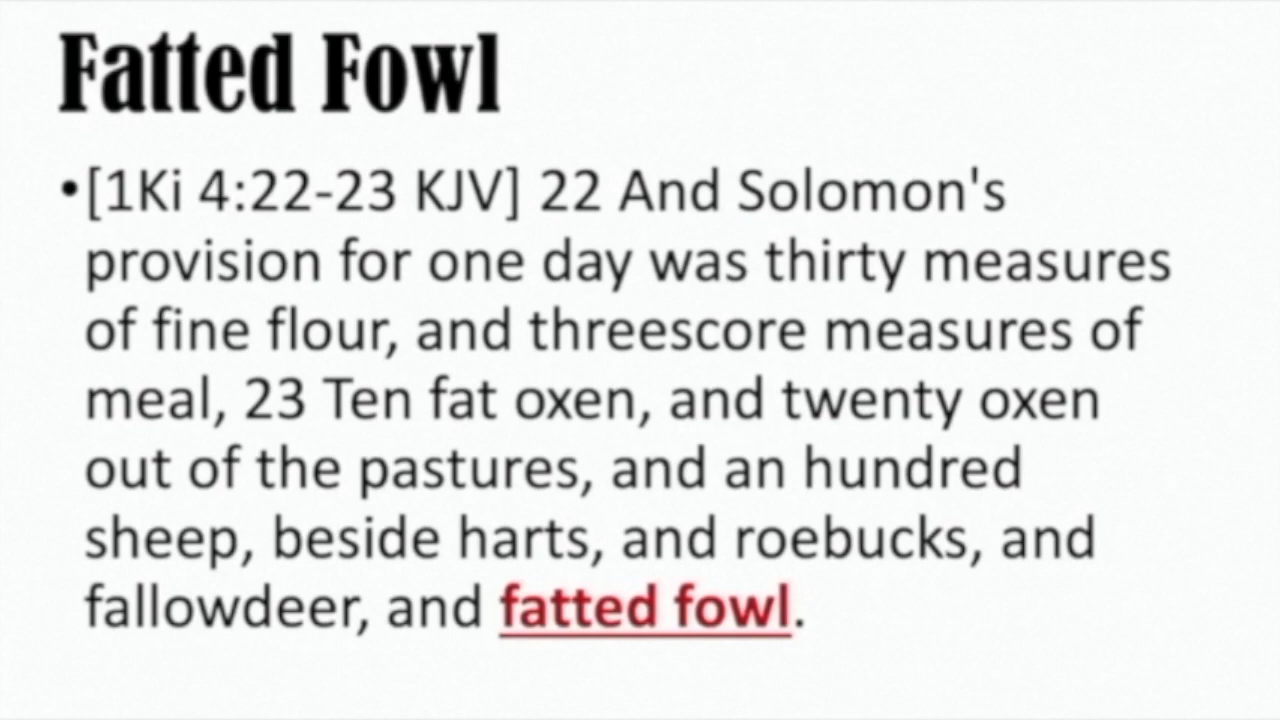 Fatted Fowl
•[1Ki 4:22-23 KJV] 22 And Solomon's
provision for one day was thirty measures
of fine flour, and threescore measures of
meal, 23 Ten fat oxen, and twenty oxen
out of the pastures, and an hundred
sheep, beside harts, and roebucks, and
fallowdeer, and fatted fowl.